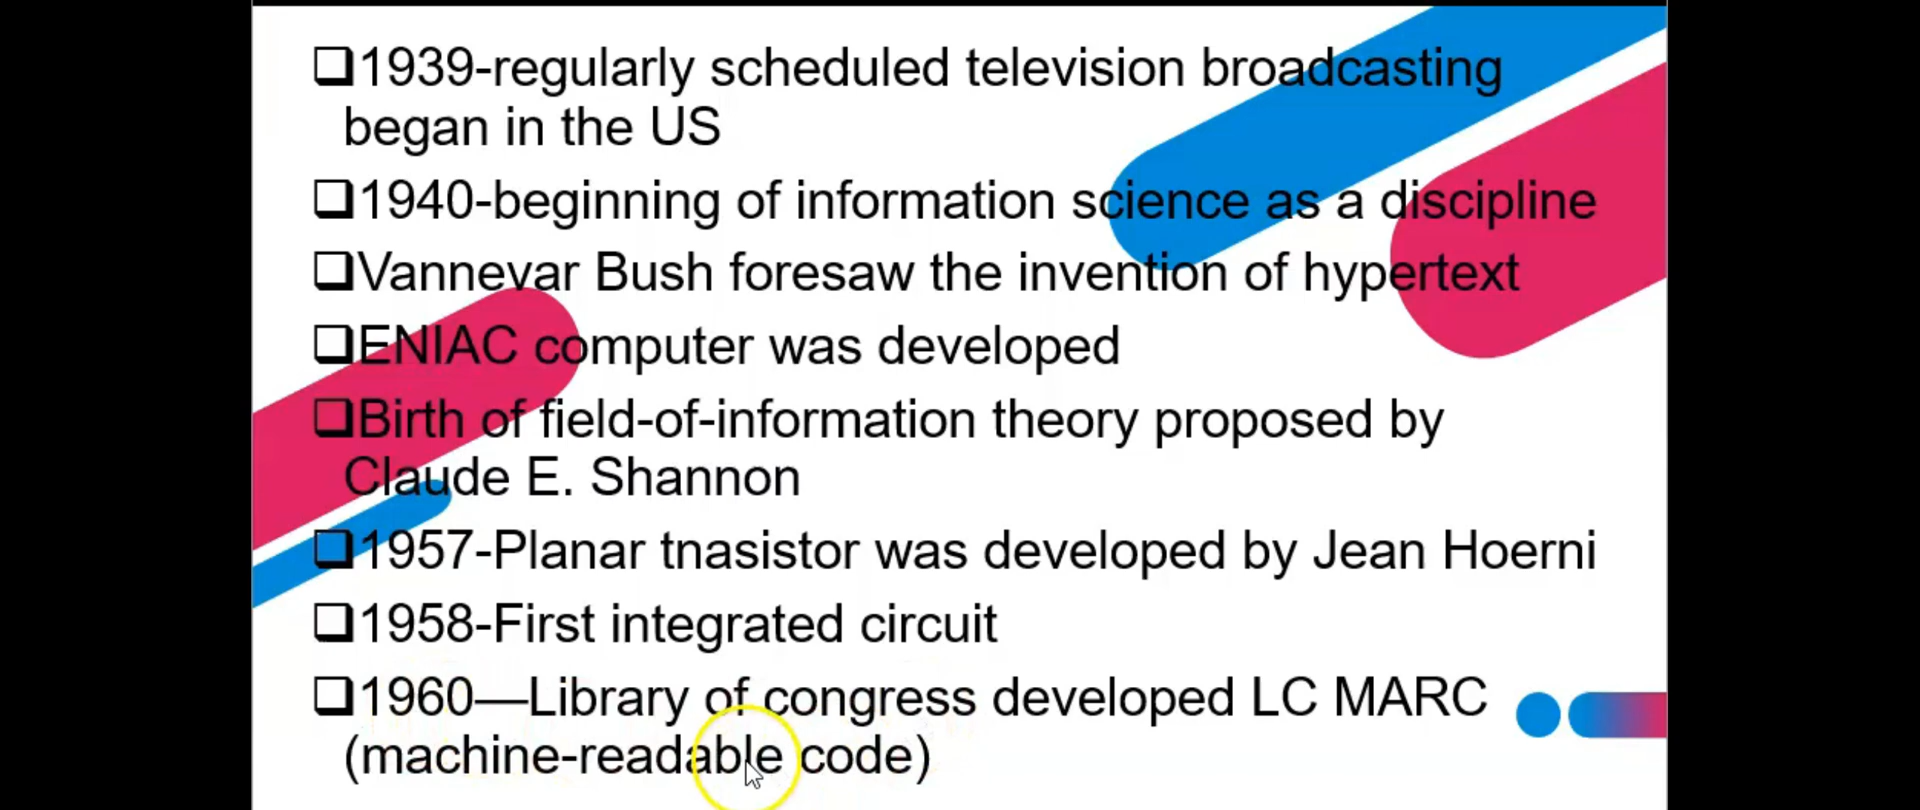 ❑1939-regularly scheduled television broadcasting
began in the US
❑1940-beginning of information science as a discipline
❑Vannevar Bush foresaw the invention of hypertext
❑ENIAC computer was developed
❑Birth of field-of-information theory proposed by
Claude E. Shannon
❑1957-Planar tnasistor was developed by Jean Hoerni
❑1958-First integrated circuit
❑1960—Library of congress developed LC MARC
(machine-readable code)